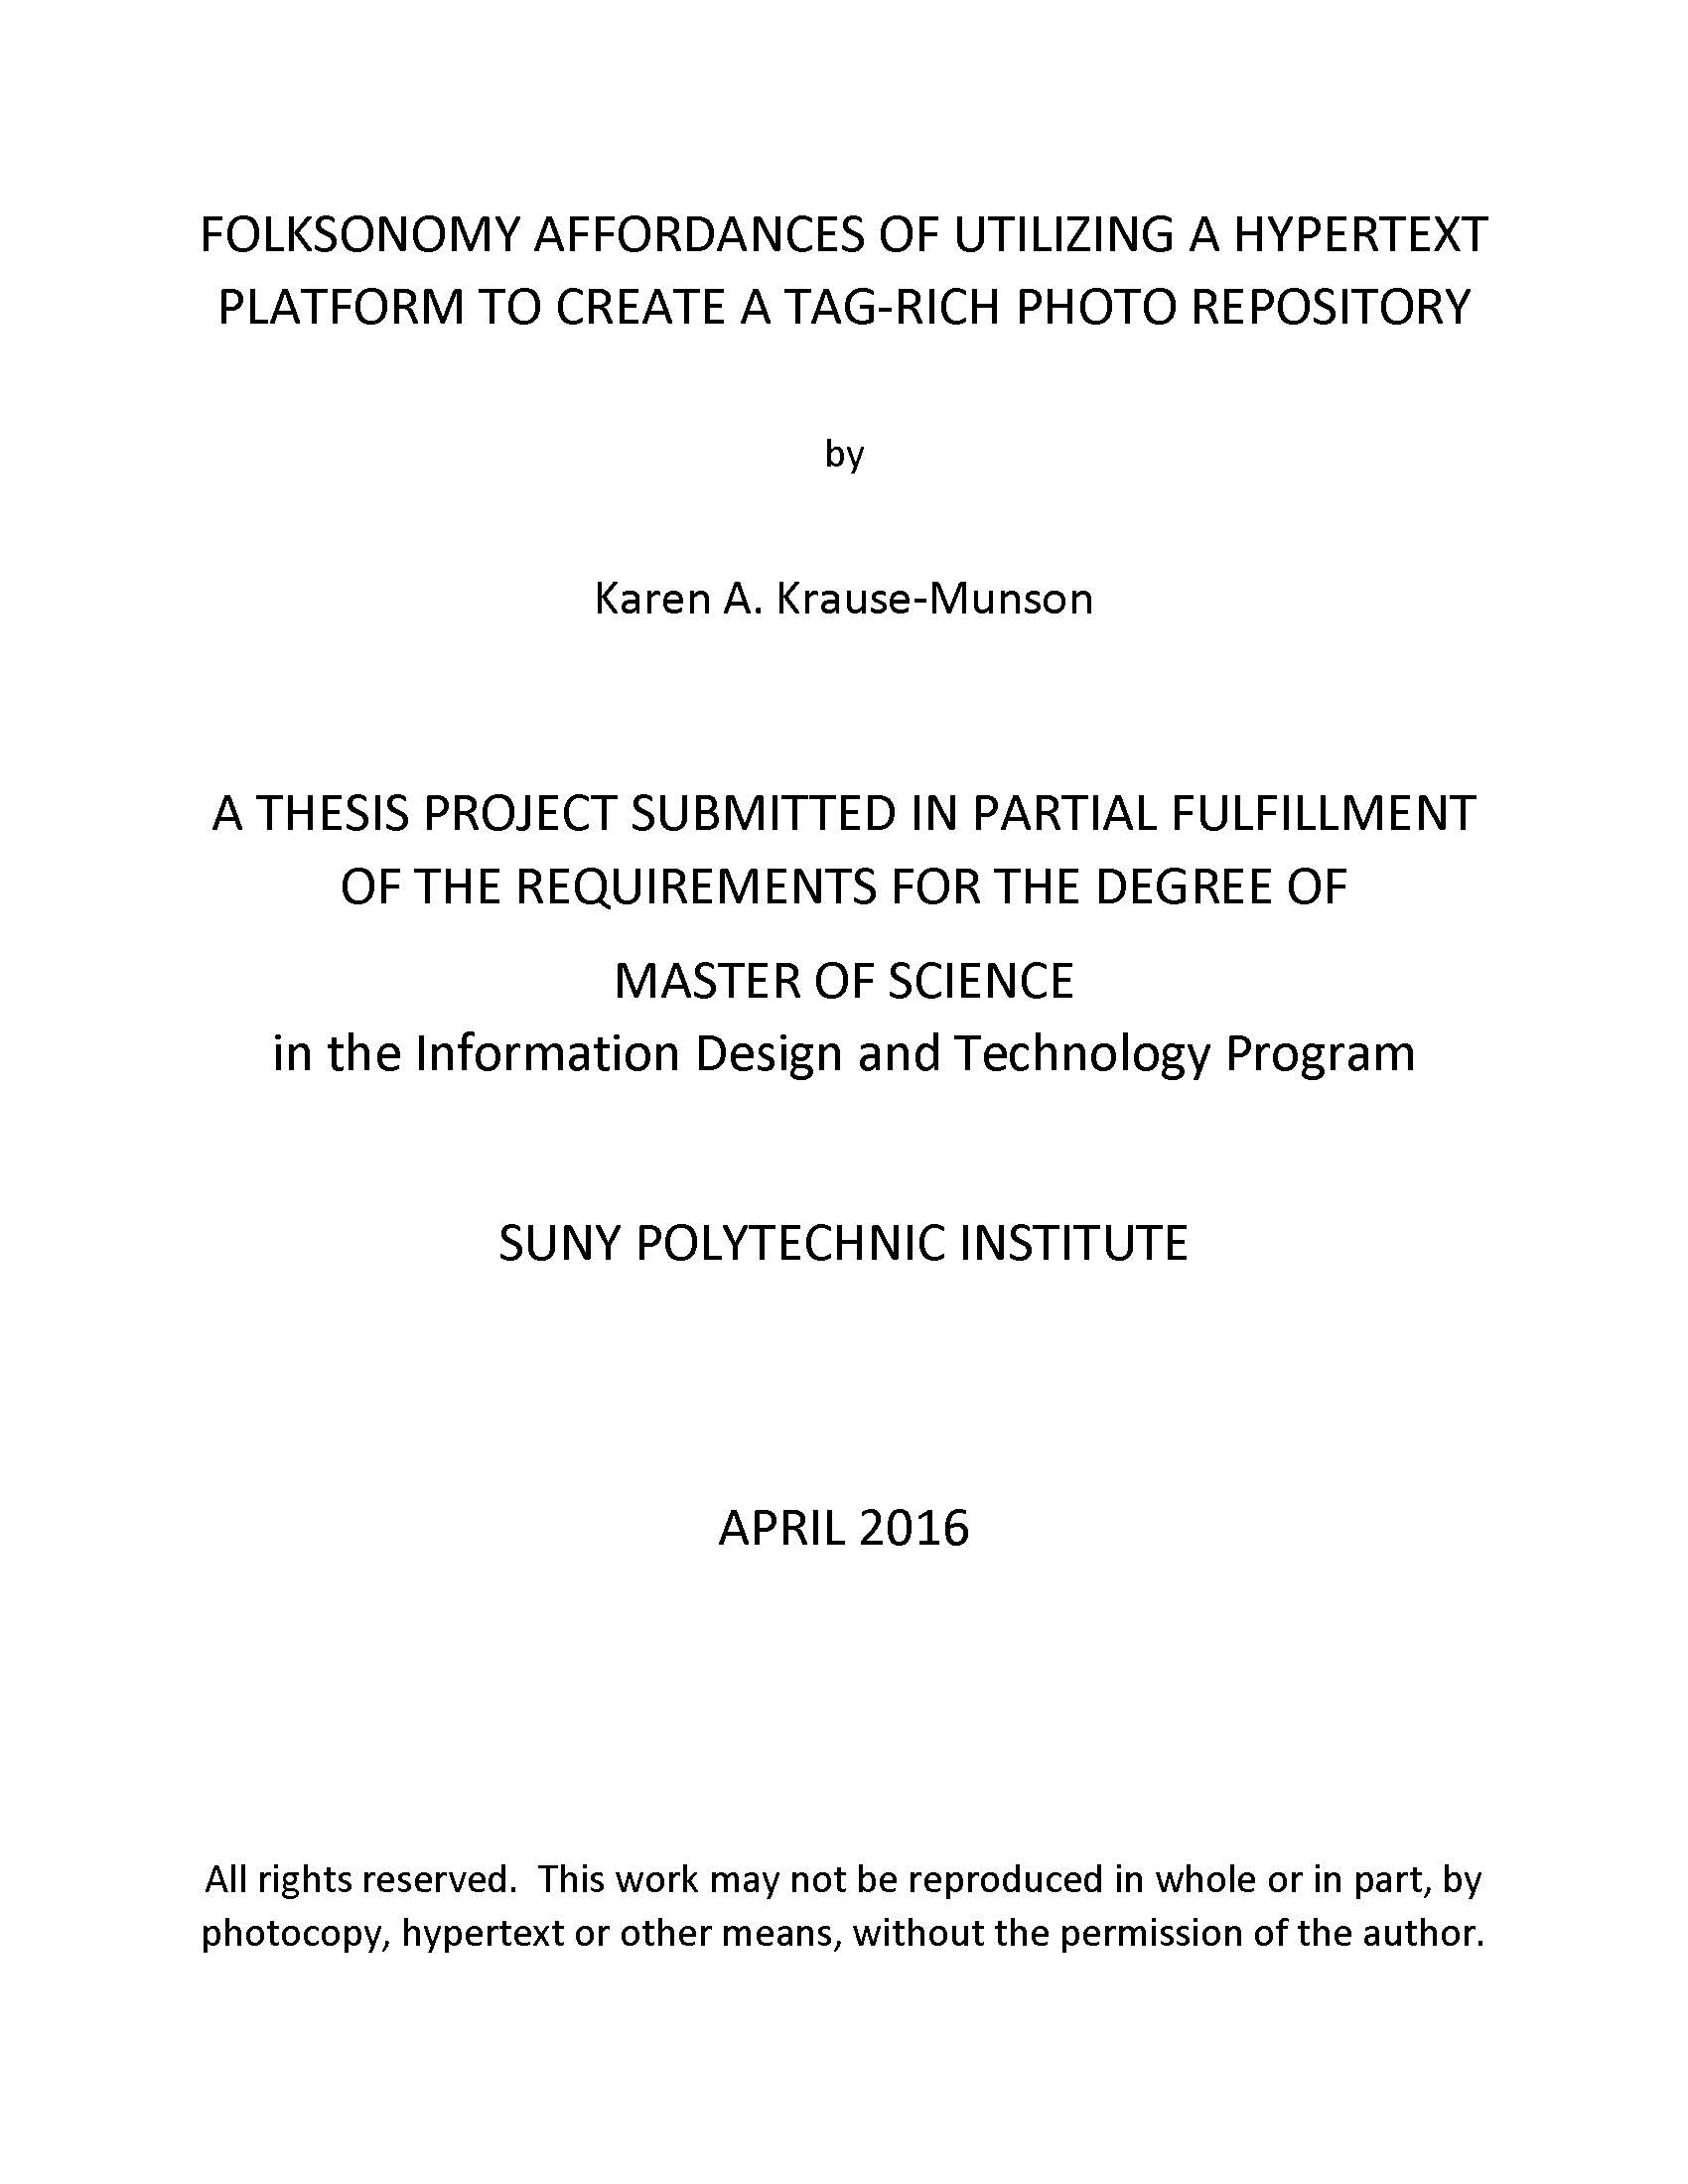 FOLKSONOMY AFFORDANCES OF UTILIZING A HYPERTEXT
PLATFORM TO CREATE A TAG-RICH PHOTO REPOSITORY
by
Karen A. Krause-Munson
A THESIS PROJECT SUBMITTED IN PARTIAL FULFILLMENT
OF THE REQUIREMENTS FOR THE DEGREE OF
MASTER OF SCIENCE
in the Information Design and Technology Program
SUNY POLYTECHNIC INSTITUTE
APRIL 2016
All rights reserved.  This work may not be reproduced in whole or in part, by
photocopy, hypertext or other means, without the permission of the author.